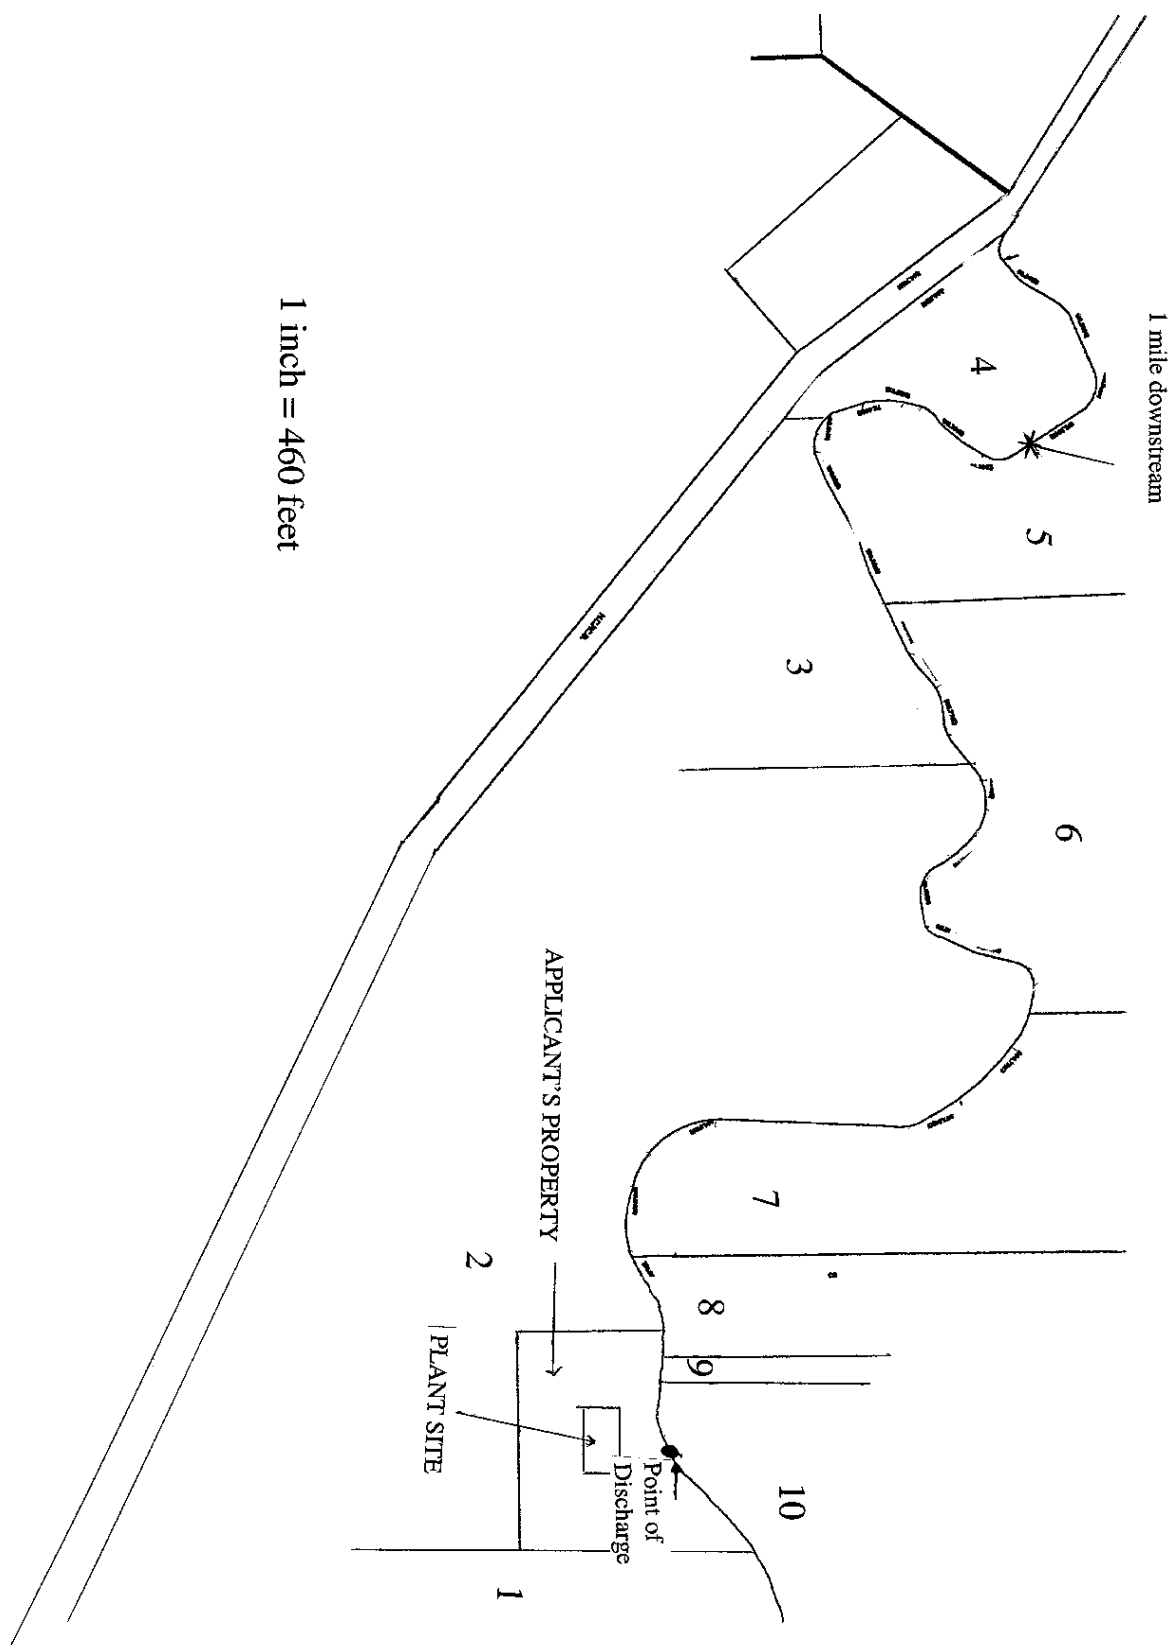 1 mile downstream
4
5
1 inch = 460 feet
3
6
APPLICANT'S PROPERTY
7
2
8
PLANT SITE
9
Point of
Discharge
10
1